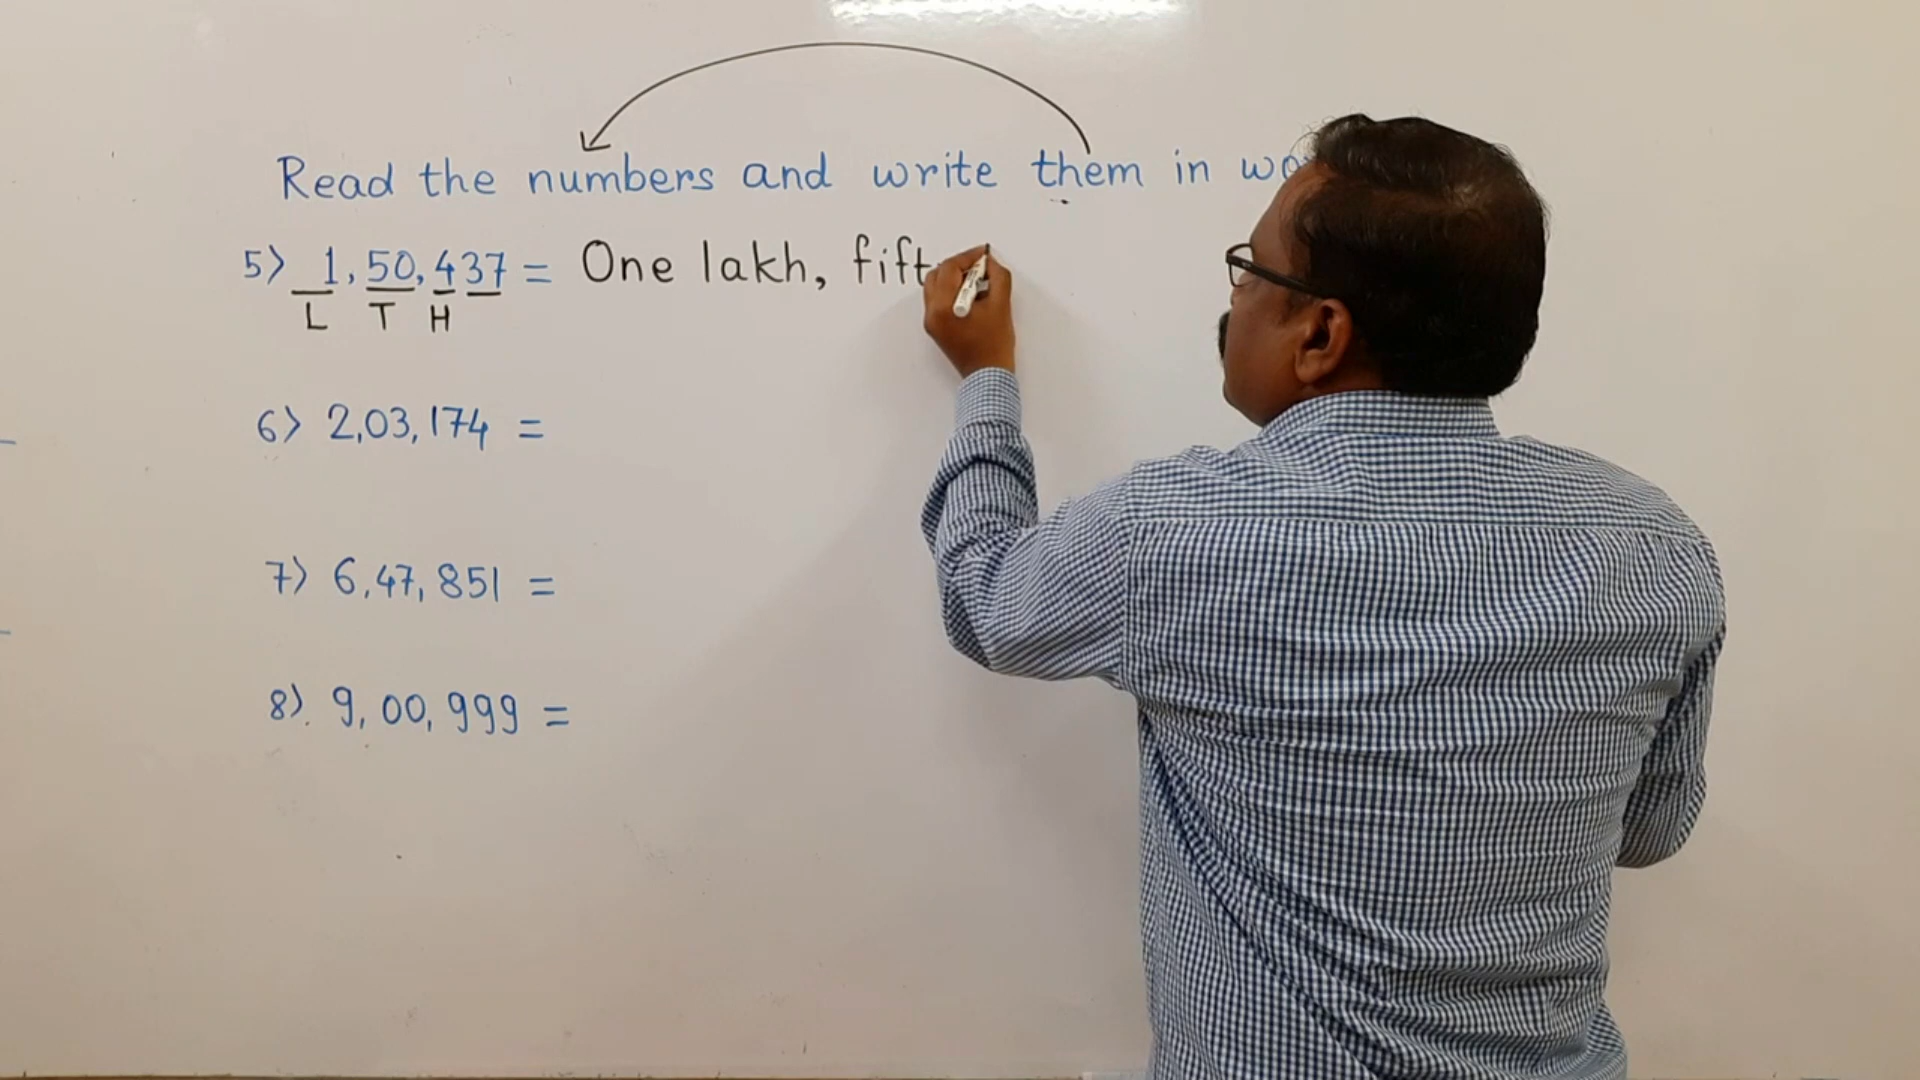 Read the numbers and write them in
5) 1,50,437 = One lakh, fift
L T H
6) 2,03,174 =
7) 6,47,851 =
8) 9,00,999 =